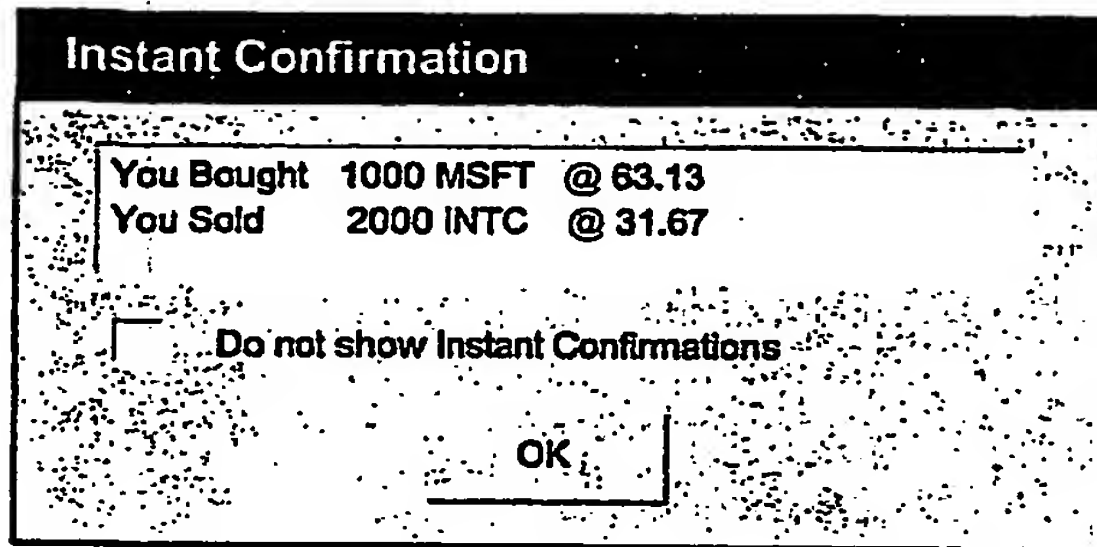 Instant Confirmation
You Bought 1000 MSFT @ 63.13
You Sold 2000 INTC @ 31.67
Do not show Instant Confirmations
OK